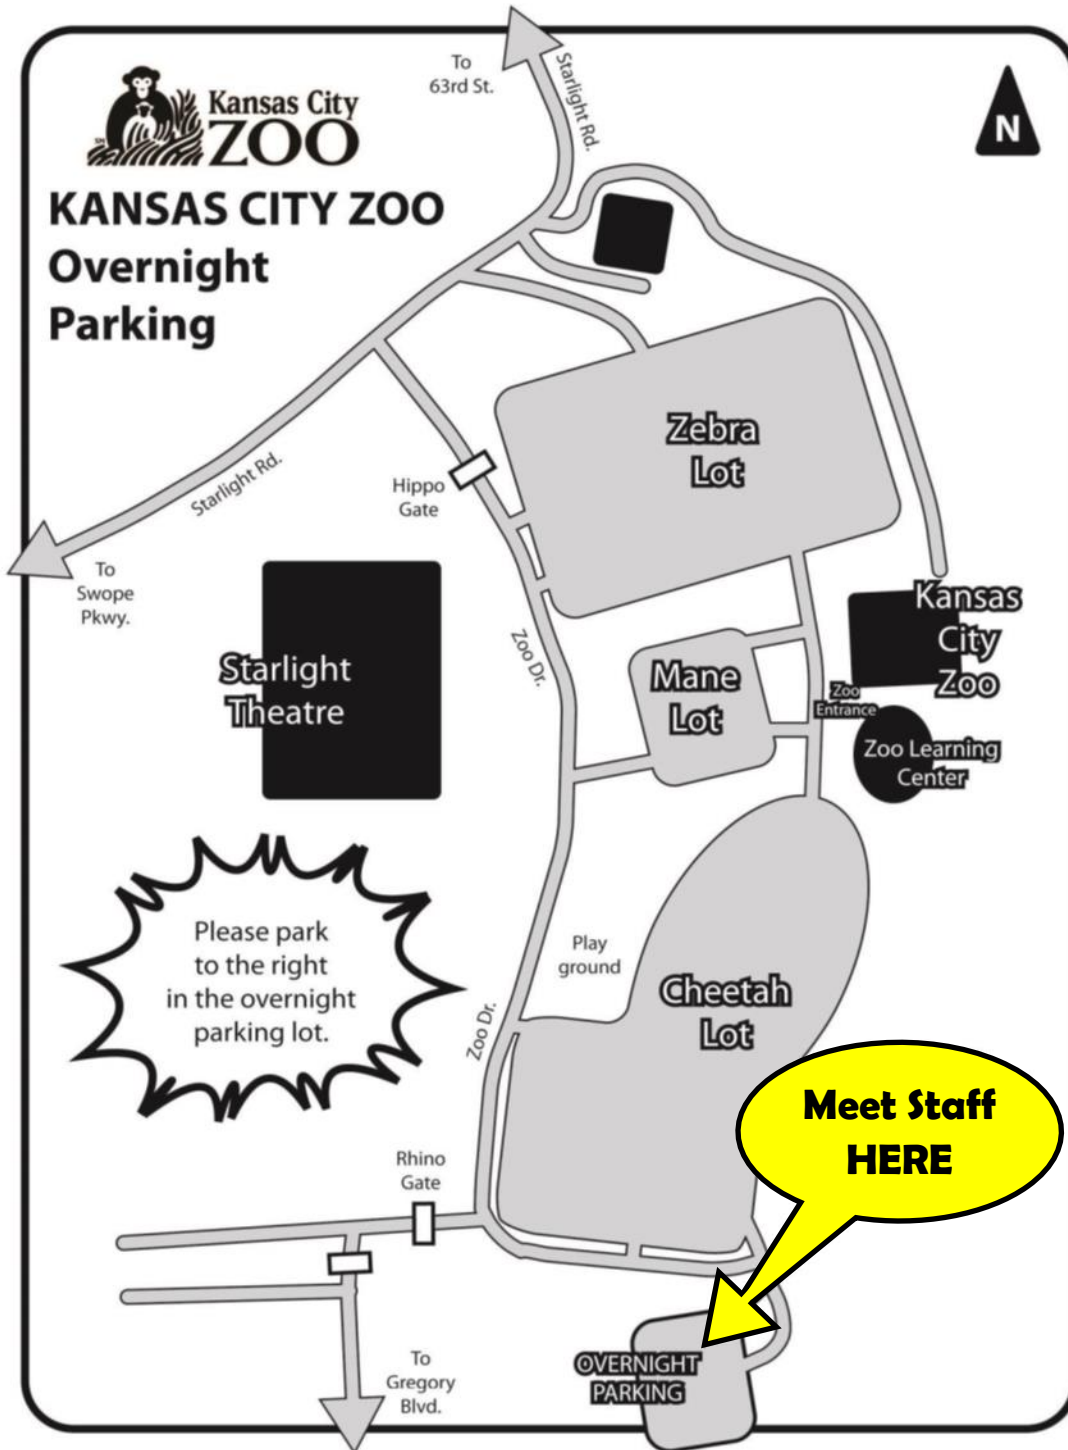 To
63rd St.
Starlight Rd.
N
Kansas City
ZOO
KANSAS CITY ZOO
Overnight
Parking
Zebra
Lot
Hippo
Gate
Starlight Rd.
To
Swope
Pkwy.
Kansas
City
Zoo
Starlight
Theatre
Zoo Dr.
Mane
Lot
Zoo
Entrance
Zoo Learning
Center
Please park
to the right
in the overnight
parking lot.
Play
ground
Cheetah
Lot
Zoo Dr.
Meet Staff
HERE
Rhino
Gate
To
Gregory
Blvd.
OVERNIGHT
PARKING